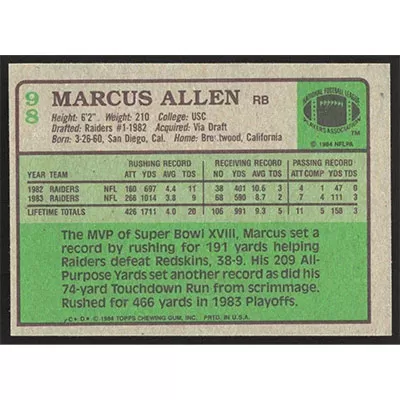 98
MARCUS ALLEN RB
Height: 6'2" Weight: 210 College: USC
Drafted: Raiders #1-1982 Acquired: Via Draft
Born: 3-26-60, San Diego, Cal. Home: Brentwood, California
NATIONAL FOOTBALL LEAGUE
PLAYERS ASSOCIATION
TM
© 1984 NFLPA
RUSHING RECORD RECEIVING RECORD PASSING RECORD
YEAR TEAM ATT YDS AVG TDS NO YDS AVG TDS ATT COMP YDS TDS
1982 RAIDERS NFL 160 697 4.4 11 38 401 10.6 3 4 1 47 0
1983 RAIDERS NFL 266 1014 3.8 9 68 590 8.7 2 7 4 111 3
LIFETIME TOTALS 426 1711 4.0 20 106 991 9.3 5 11 5 158 3
The MVP of Super Bowl XVIII, Marcus set a
record by rushing for 191 yards helping
Raiders defeat Redskins, 38-9. His 209 All-
Purpose Yards set another record as did his
74-yard Touchdown Run from scrimmage.
Rushed for 466 yards in 1983 Playoffs.
*C*D* © 1984 TOPPS CHEWING GUM, INC. PRTD. IN U.S.A.